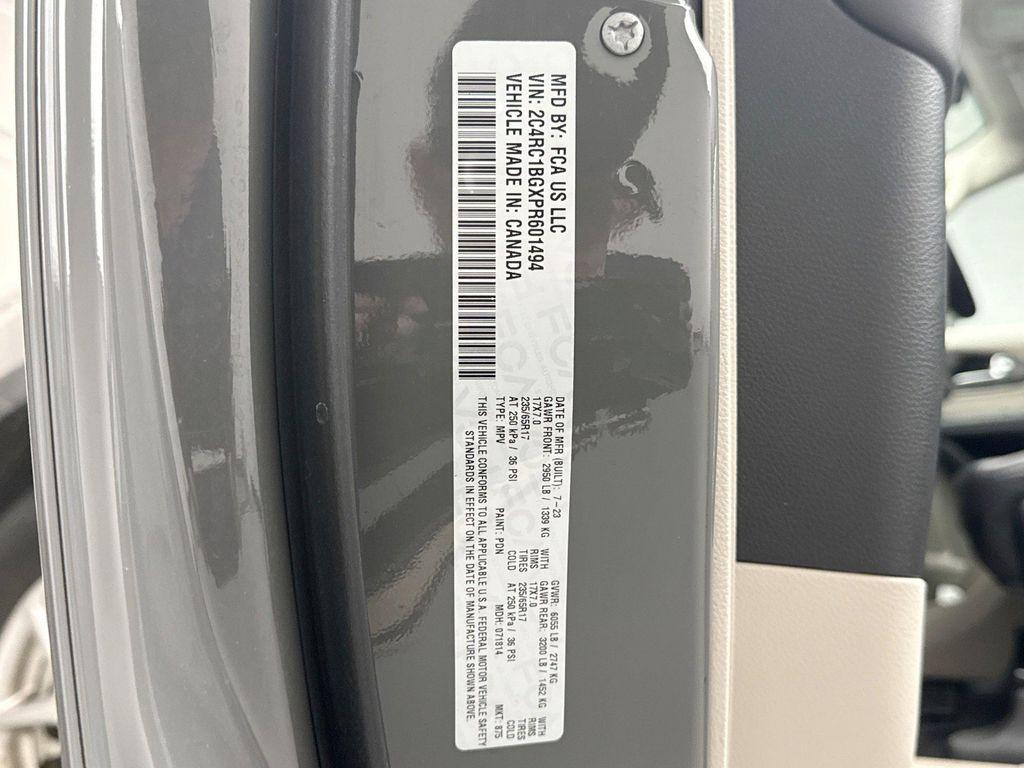 MFD BY: FCA US LLC
VIN: 2C4RC1BGXPR601494
VEHICLE MADE IN: CANADA
DATE OF MFR (BUILT): 7-23 GVWR: 6055 LB / 2747 KG
GAWR FRONT: 2950 LB / 1339 KG WITH GAWR REAR: 3200 LB / 1452 KG WITH
17X7.0 RIMS 17X7.0 RIMS
235/65R17 TIRES 235/65R17 TIRES
AT 250 kPa / 36 PSI COLD AT 250 kPa / 36 PSI COLD
TYPE: MPV PAINT: PDN MDH: 071814 MKT: 875
THIS VEHICLE CONFORMS TO ALL APPLICABLE U.S.A. FEDERAL MOTOR VEHICLE SAFETY
STANDARDS IN EFFECT ON THE DATE OF MANUFACTURE SHOWN ABOVE.